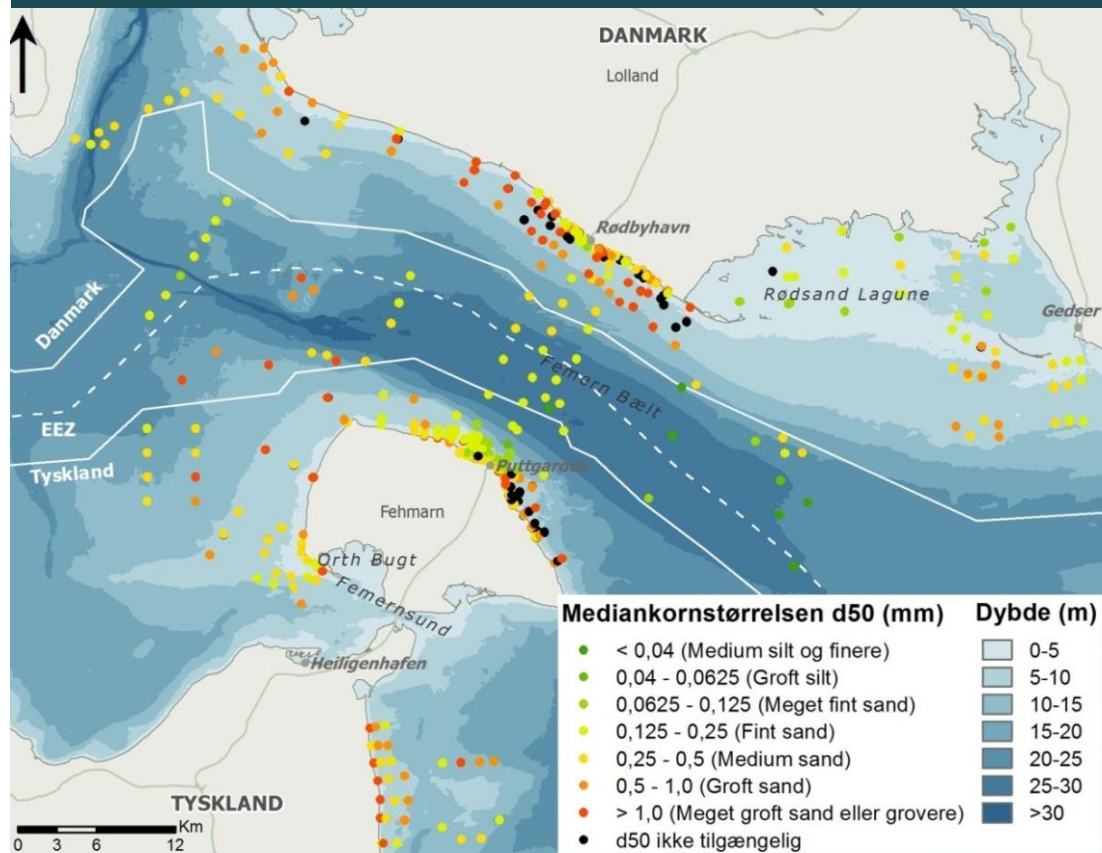 DANMARK
Lolland
Rødbyhavn
Rødsand Lagune
Gedser
Danmark
Femern Bælt
EEZ
Tyskland
Puttgarden
Fehmarn
Orth Bugt
Femernsund
Heiligenhafen
TYSKLAND
Km
0 3 6 12
Mediankornstørrelsen d50 (mm)
< 0,04 (Medium silt og finere)
0,04 - 0,0625 (Groft silt)
0,0625 - 0,125 (Meget fint sand)
0,125 - 0,25 (Fint sand)
0,25 - 0,5 (Medium sand)
0,5 - 1,0 (Groft sand)
> 1,0 (Meget groft sand eller grovere)
d50 ikke tilgængelig
Dybde (m)
0-5
5-10
10-15
15-20
20-25
25-30
>30